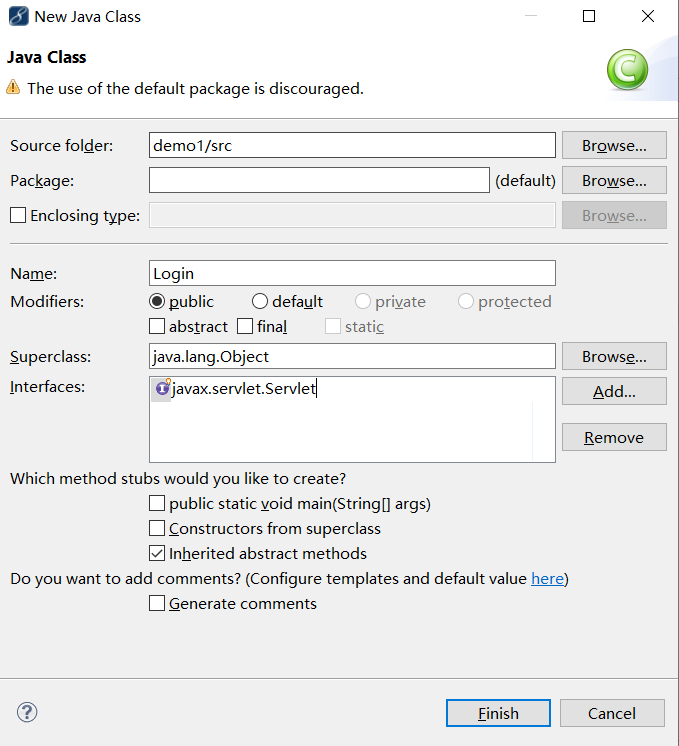 New Java Class
Java Class
The use of the default package is discouraged.
Source folder: demo1/src Browse...
Package: (default) Browse...
Enclosing type: Browse...
Name: Login
Modifiers: public default private protected
abstract final static
Superclass: java.lang.Object Browse...
Interfaces: javax.servlet.Servlet Add...
Remove
Which method stubs would you like to create?
public static void main(String[] args)
Constructors from superclass
Inherited abstract methods
Do you want to add comments? (Configure templates and default value here)
Generate comments
Finish Cancel